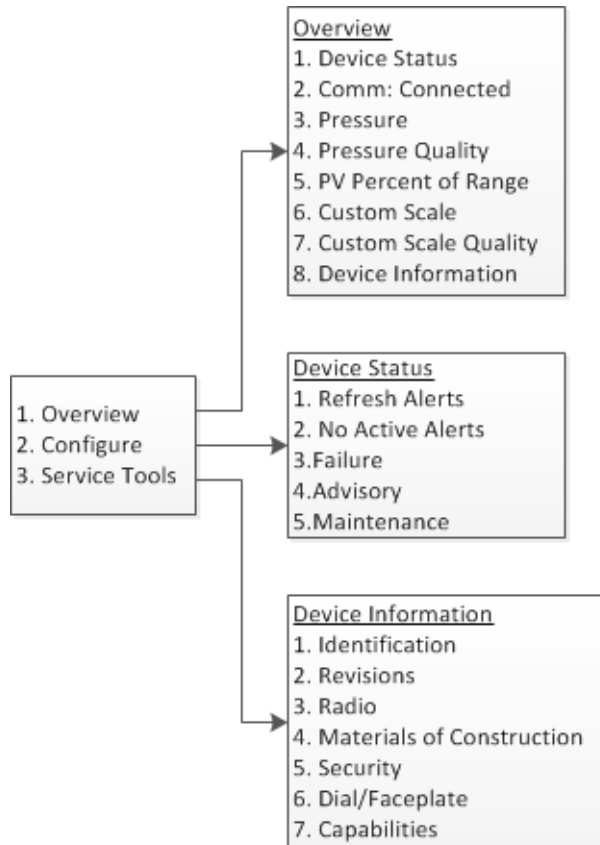 Overview
1. Device Status
2. Comm: Connected
3. Pressure
4. Pressure Quality
5. PV Percent of Range
6. Custom Scale
7. Custom Scale Quality
8. Device Information
1. Overview
2. Configure
3. Service Tools
Device Status
1. Refresh Alerts
2. No Active Alerts
3.Failure
4.Advisory
5.Maintenance
Device Information
1. Identification
2. Revisions
3. Radio
4. Materials of Construction
5. Security
6. Dial/Faceplate
7. Capabilities